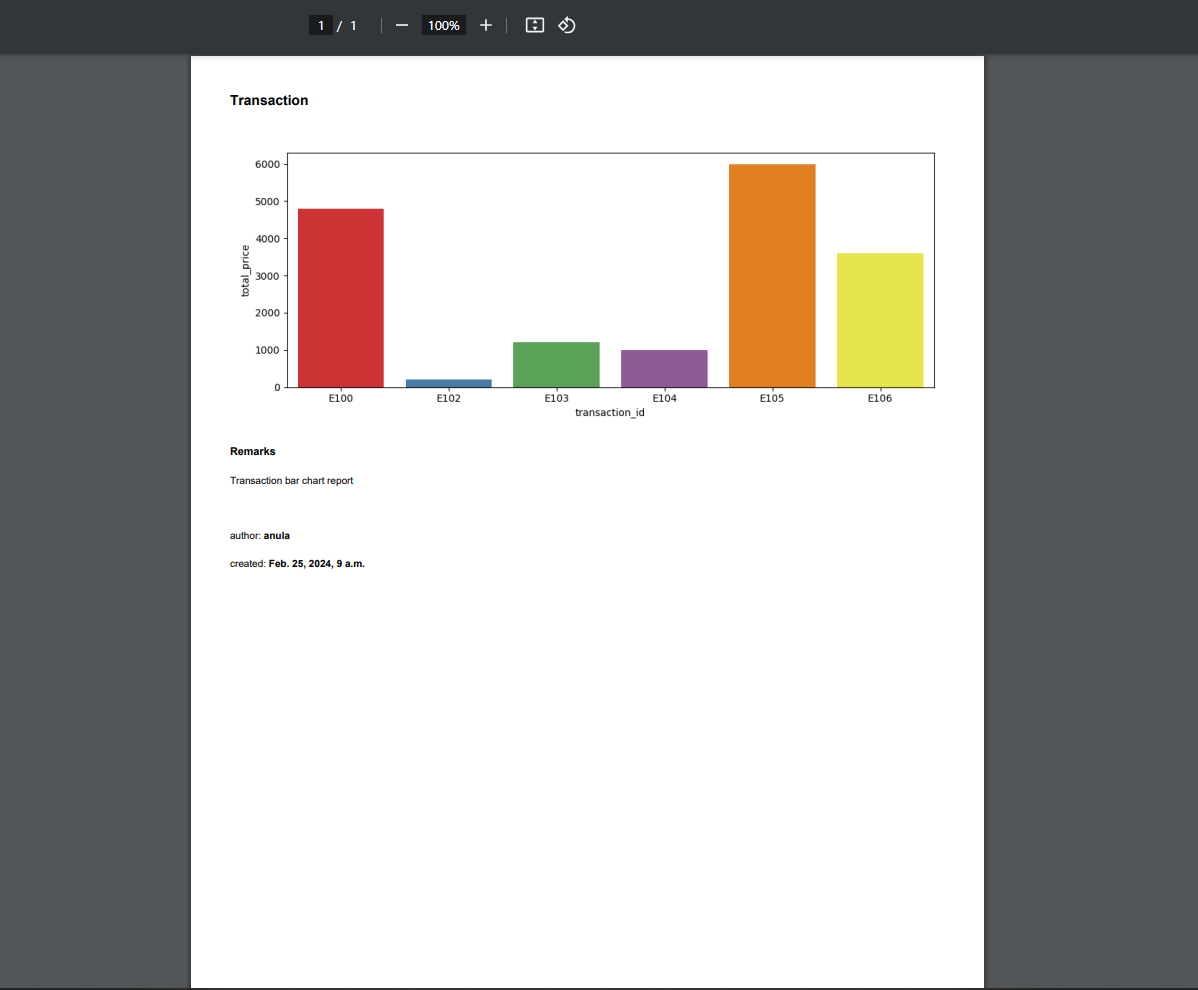 1 / 1 100%
Transaction
6000
5000
4000
3000
2000
1000
0
total_price
E100 E102 E103 E104 E105 E106
transaction_id
Remarks
Transaction bar chart report
author: anula
created: Feb. 25, 2024, 9 a.m.